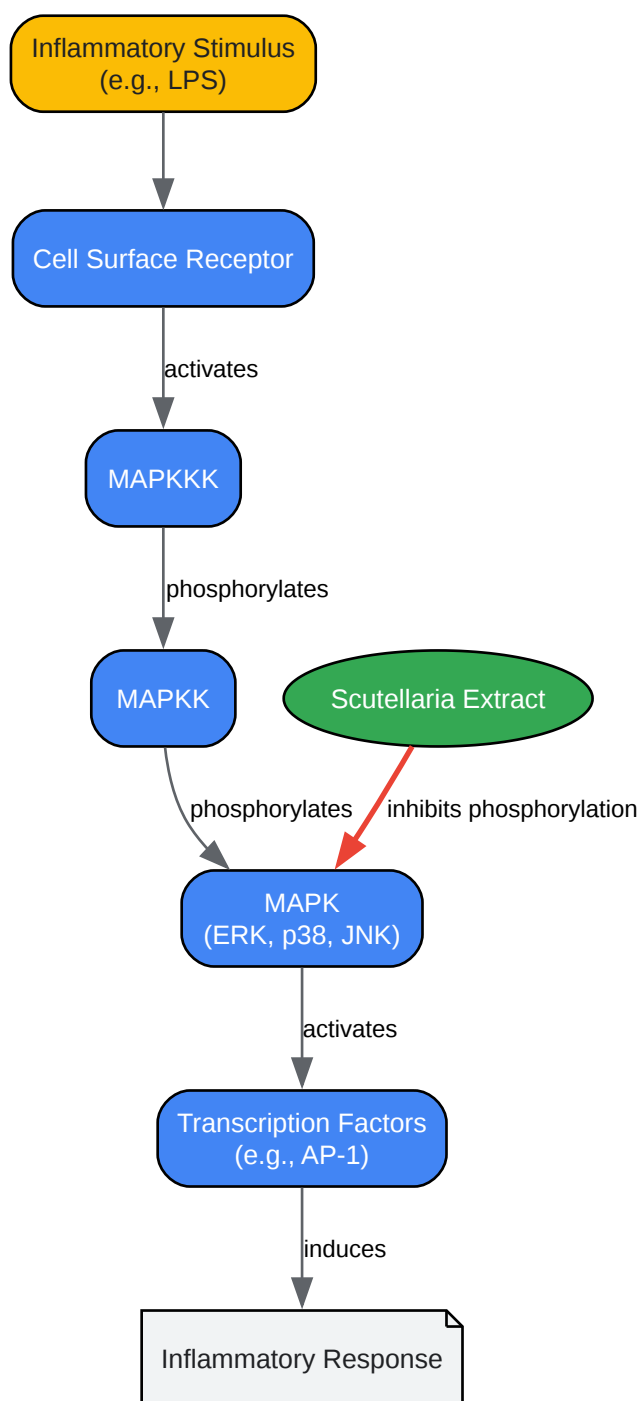 Inflammatory Stimulus
(e.g., LPS)
Cell Surface Receptor
activates
MAPKKK
phosphorylates
MAPKK
Scutellaria Extract
phosphorylates
inhibits phosphorylation
MAPK
(ERK, p38, JNK)
activates
Transcription Factors
(e.g., AP-1)
induces
Inflammatory Response